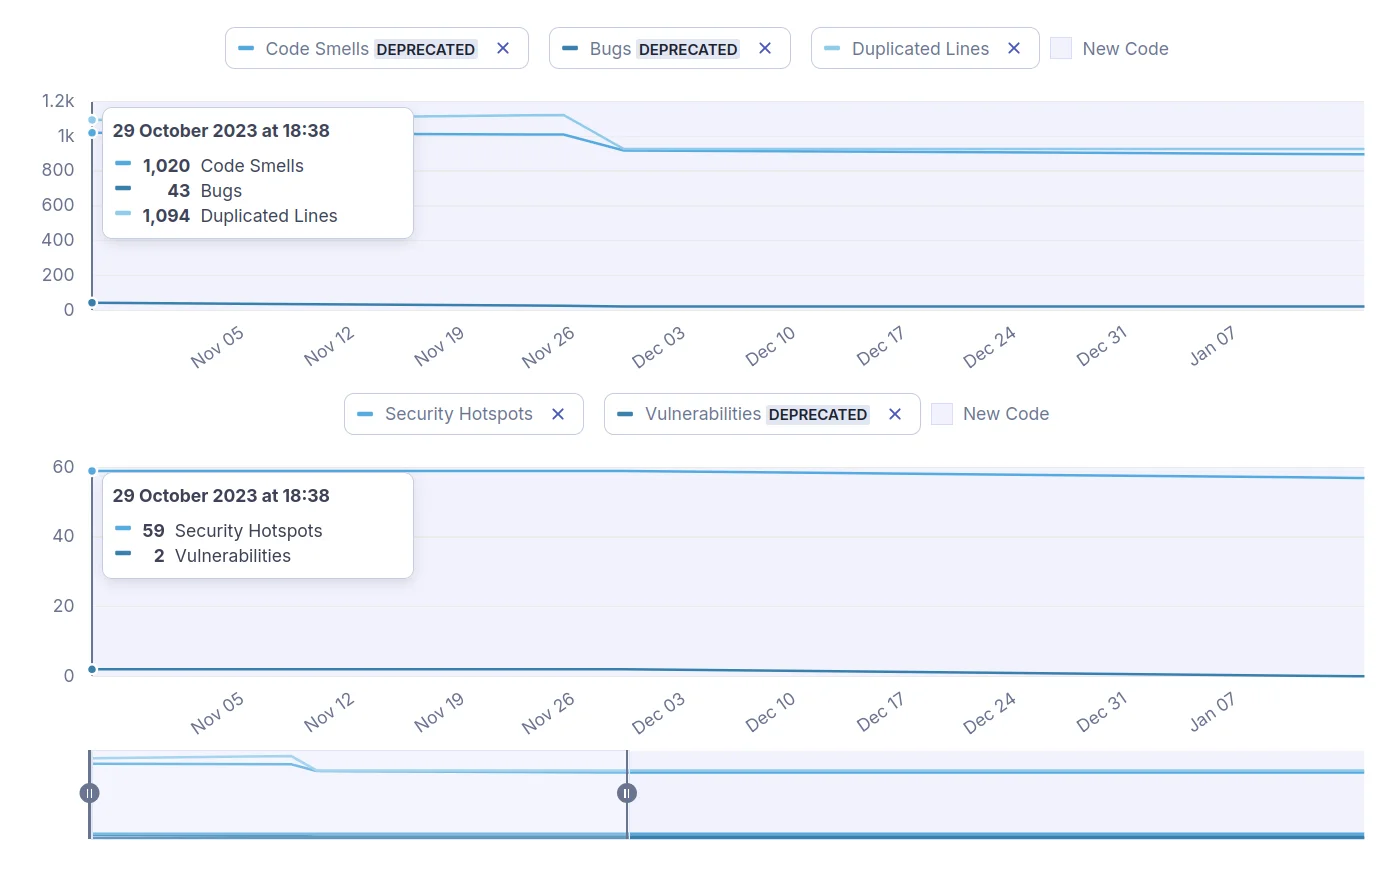 Code Smells DEPRECATED ✕ Bugs DEPRECATED ✕ Duplicated Lines ✕ New Code
1.2k
1k
800
600
400
200
0
29 October 2023 at 18:38
1,020 Code Smells
43 Bugs
1,094 Duplicated Lines
Nov 05 Nov 12 Nov 19 Nov 26 Dec 03 Dec 10 Dec 17 Dec 24 Dec 31 Jan 07
Security Hotspots ✕ Vulnerabilities DEPRECATED ✕ New Code
60
40
20
0
29 October 2023 at 18:38
59 Security Hotspots
2 Vulnerabilities
Nov 05 Nov 12 Nov 19 Nov 26 Dec 03 Dec 10 Dec 17 Dec 24 Dec 31 Jan 07